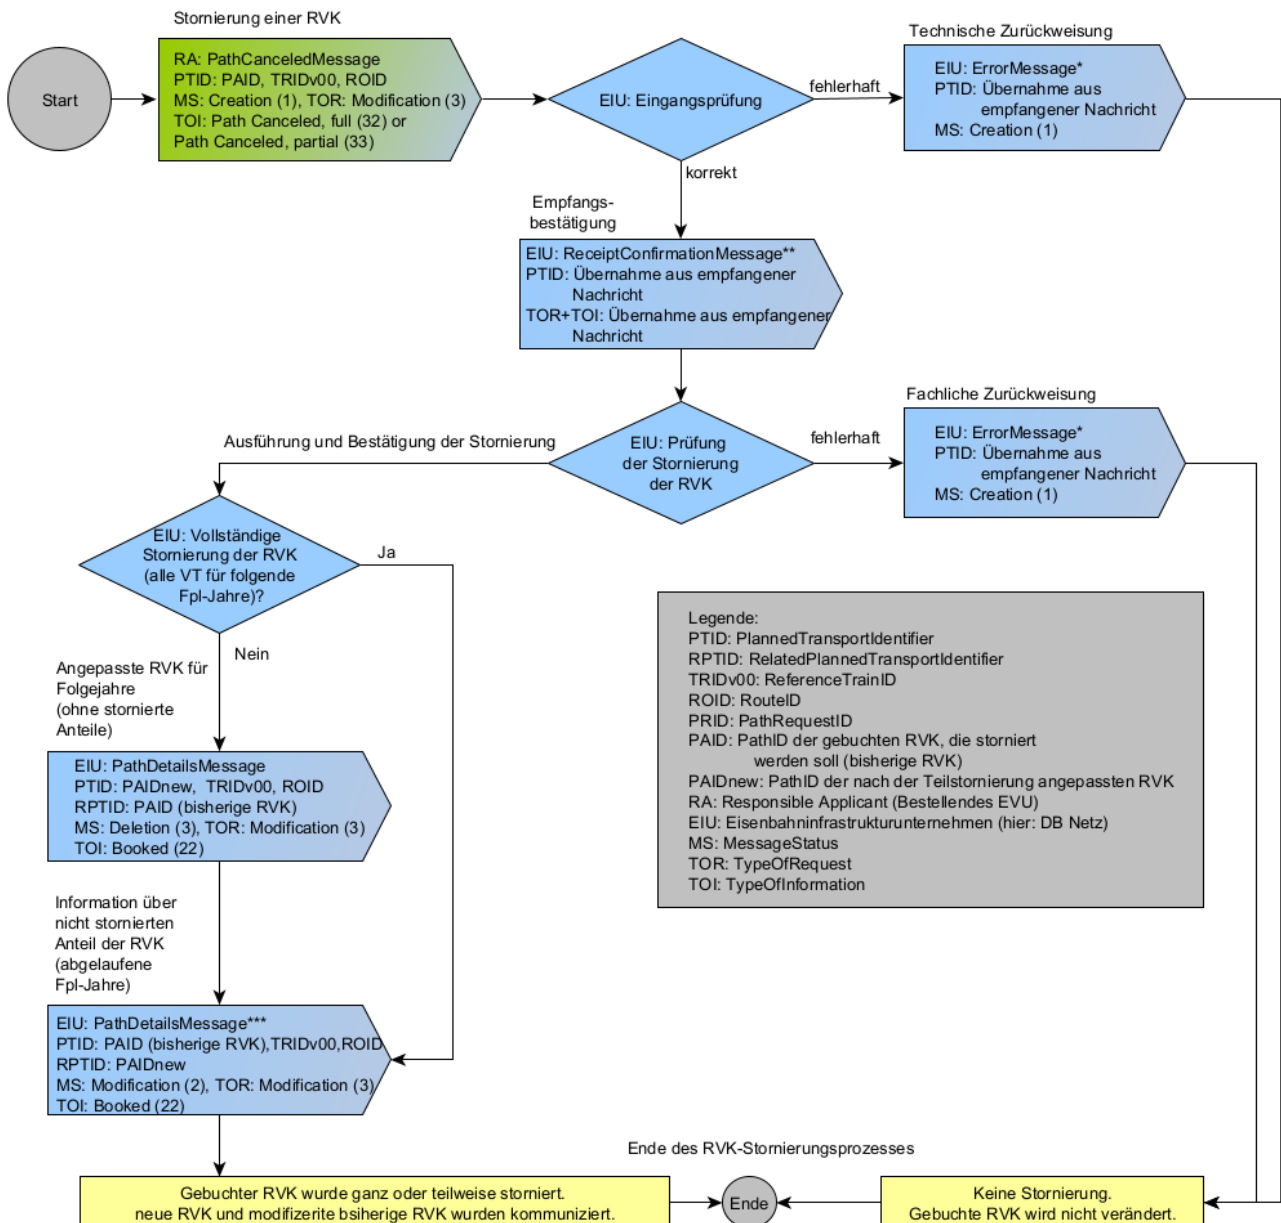 Stornierung einer RVK
Start
RA: PathCanceledMessage
PTID: PAID, TRIDv00, ROID
MS: Creation (1), TOR: Modification (3)
TOI: Path Canceled, full (32) or
Path Canceled, partial (33)
EIU: Eingangsprüfung
fehlerhaft
Technische Zurückweisung
EIU: ErrorMessage*
PTID: Übernahme aus
empfangener Nachricht
MS: Creation (1)
korrekt
Empfangs-
bestätigung
EIU: ReceiptConfirmationMessage**
PTID: Übernahme aus empfangener
Nachricht
TOR+TOI: Übernahme aus empfangener
Nachricht
EIU: Prüfung
der Stornierung
der RVK
fehlerhaft
Fachliche Zurückweisung
EIU: ErrorMessage*
PTID: Übernahme aus
empfangener Nachricht
MS: Creation (1)
Ausführung und Bestätigung der Stornierung
EIU: Vollständige
Stornierung der RVK
(alle VT für folgende
Fpl-Jahre)?
Ja
Nein
Angepasste RVK für
Folgejahre
(ohne stornierte
Anteile)
EIU: PathDetailsMessage
PTID: PAIDnew, TRIDv00, ROID
RPTID: PAID (bisherige RVK)
MS: Deletion (3), TOR: Modification (3)
TOI: Booked (22)
Information über
nicht stornierten
Anteil der RVK
(abgelaufene
Fpl-Jahre)
EIU: PathDetailsMessage***
PTID: PAID (bisherige RVK),TRIDv00,ROID
RPTID: PAIDnew
MS: Modification (2), TOR: Modification (3)
TOI: Booked (22)
Legende:
PTID: PlannedTransportIdentifier
RPTID: RelatedPlannedTransportIdentifier
TRIDv00: ReferenceTrainID
ROID: RouteID
PRID: PathRequestID
PAID: PathID der gebuchten RVK, die storniert
werden soll (bisherige RVK)
PAIDnew: PathID der nach der Teilstornierung angepassten RVK
RA: Responsible Applicant (Bestellendes EVU)
EIU: Eisenbahninfrastrukturunternehmen (hier: DB Netz)
MS: MessageStatus
TOR: TypeOfRequest
TOI: TypeOfInformation
Ende des RVK-Stornierungsprozesses
Gebuchter RVK wurde ganz oder teilweise storniert.
neue RVK und modifizerite bsiherige RVK wurden kommuniziert.
Ende
Keine Stornierung.
Gebuchte RVK wird nicht verändert.